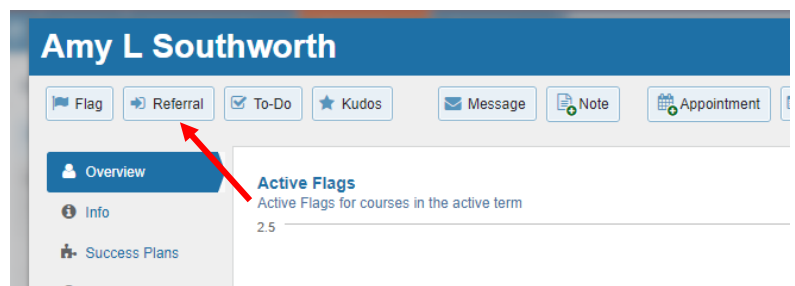 Amy L Southworth
Flag Referral To-Do Kudos Message Note Appointment
Overview
Info
Success Plans
Active Flags
Active Flags for courses in the active term
2.5